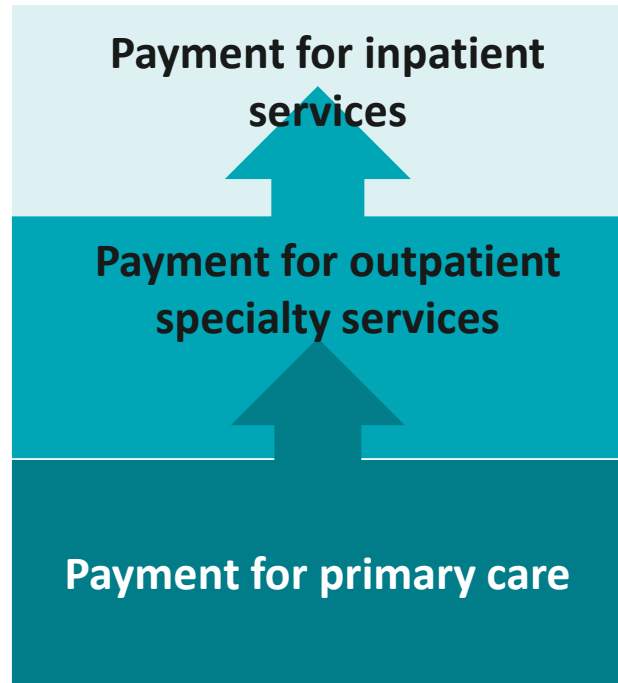 Payment for inpatient
services
Payment for outpatient
specialty services
Payment for primary care